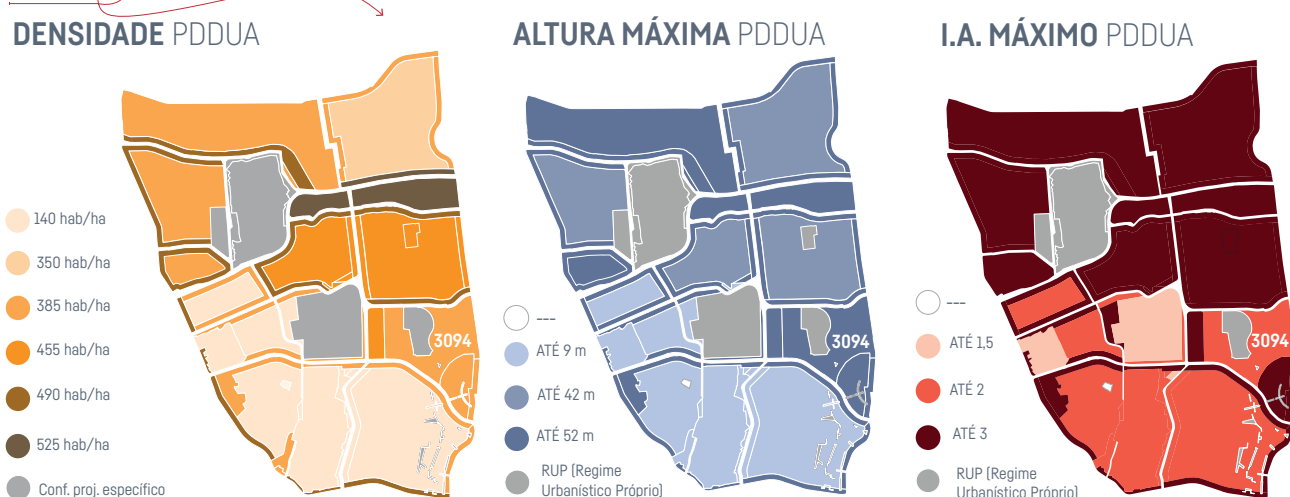 DENSIDADE PDDUA
140 hab/ha
350 hab/ha
385 hab/ha
455 hab/ha
490 hab/ha
525 hab/ha
Conf. proj. específico
3094
ALTURA MÁXIMA PDDUA
---
ATÉ 9 m
ATÉ 42 m
ATÉ 52 m
RUP (Regime
Urbanístico Próprio)
3094
I.A. MÁXIMO PDDUA
---
ATÉ 1,5
ATÉ 2
ATÉ 3
RUP (Regime
Urbanístico Próprio)
3094